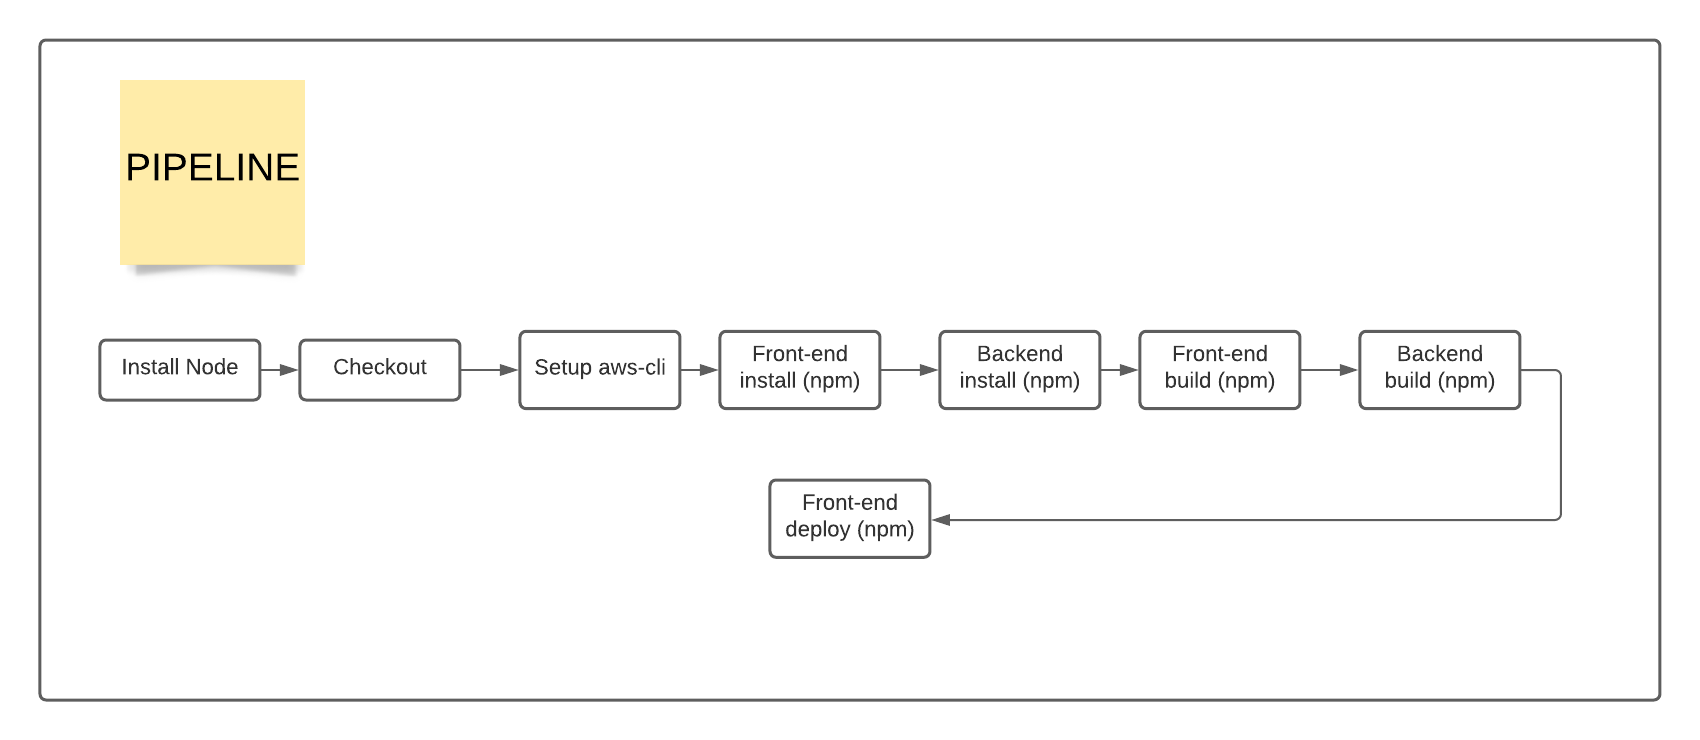 PIPELINE
Install Node
Checkout
Setup aws-cli
Front-end
install (npm)
Backend
install (npm)
Front-end
build (npm)
Backend
build (npm)
Front-end
deploy (npm)